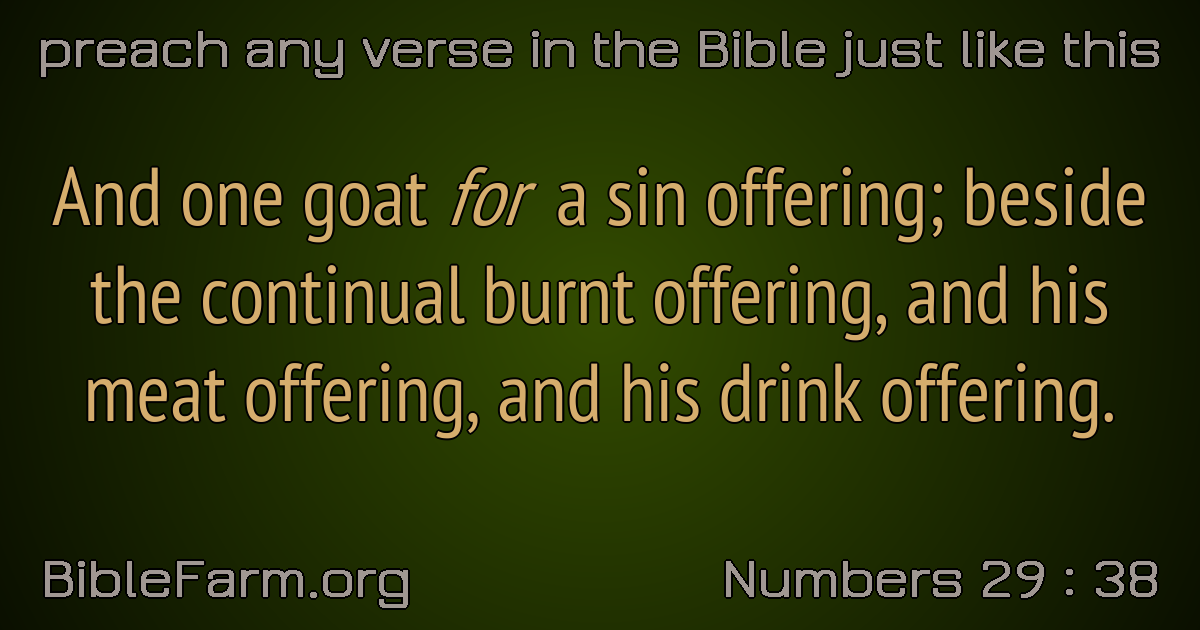 preach any verse in the Bible just like this
And one goat for a sin offering; beside
the continual burnt offering, and his
meat offering, and his drink offering.
BibleFarm.org
Numbers 29 : 38